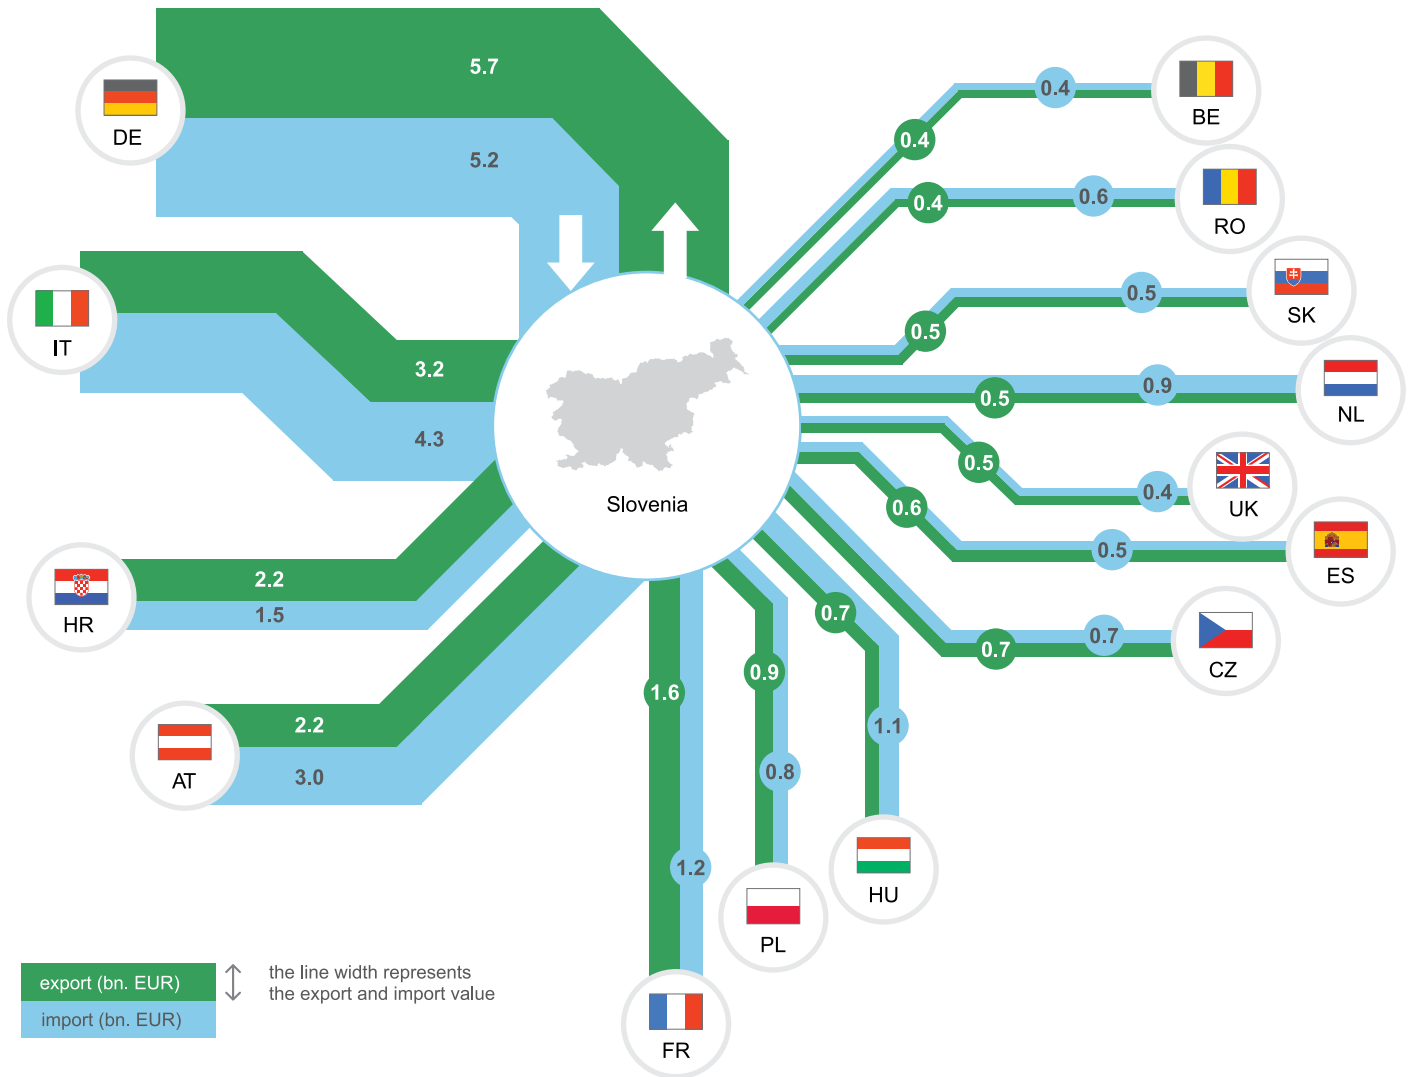 5.7
DE
5.2
IT
3.2
4.3
Slovenia
HR
2.2
1.5
AT
2.2
3.0
BE
0.4
0.4
RO
0.4
0.6
SK
0.5
0.5
NL
0.5
0.9
UK
0.5
0.4
ES
0.6
0.5
CZ
0.7
0.7
HU
0.7
1.1
PL
0.9
0.8
FR
1.6
1.2
export (bn. EUR)
import (bn. EUR)
the line width represents
the export and import value